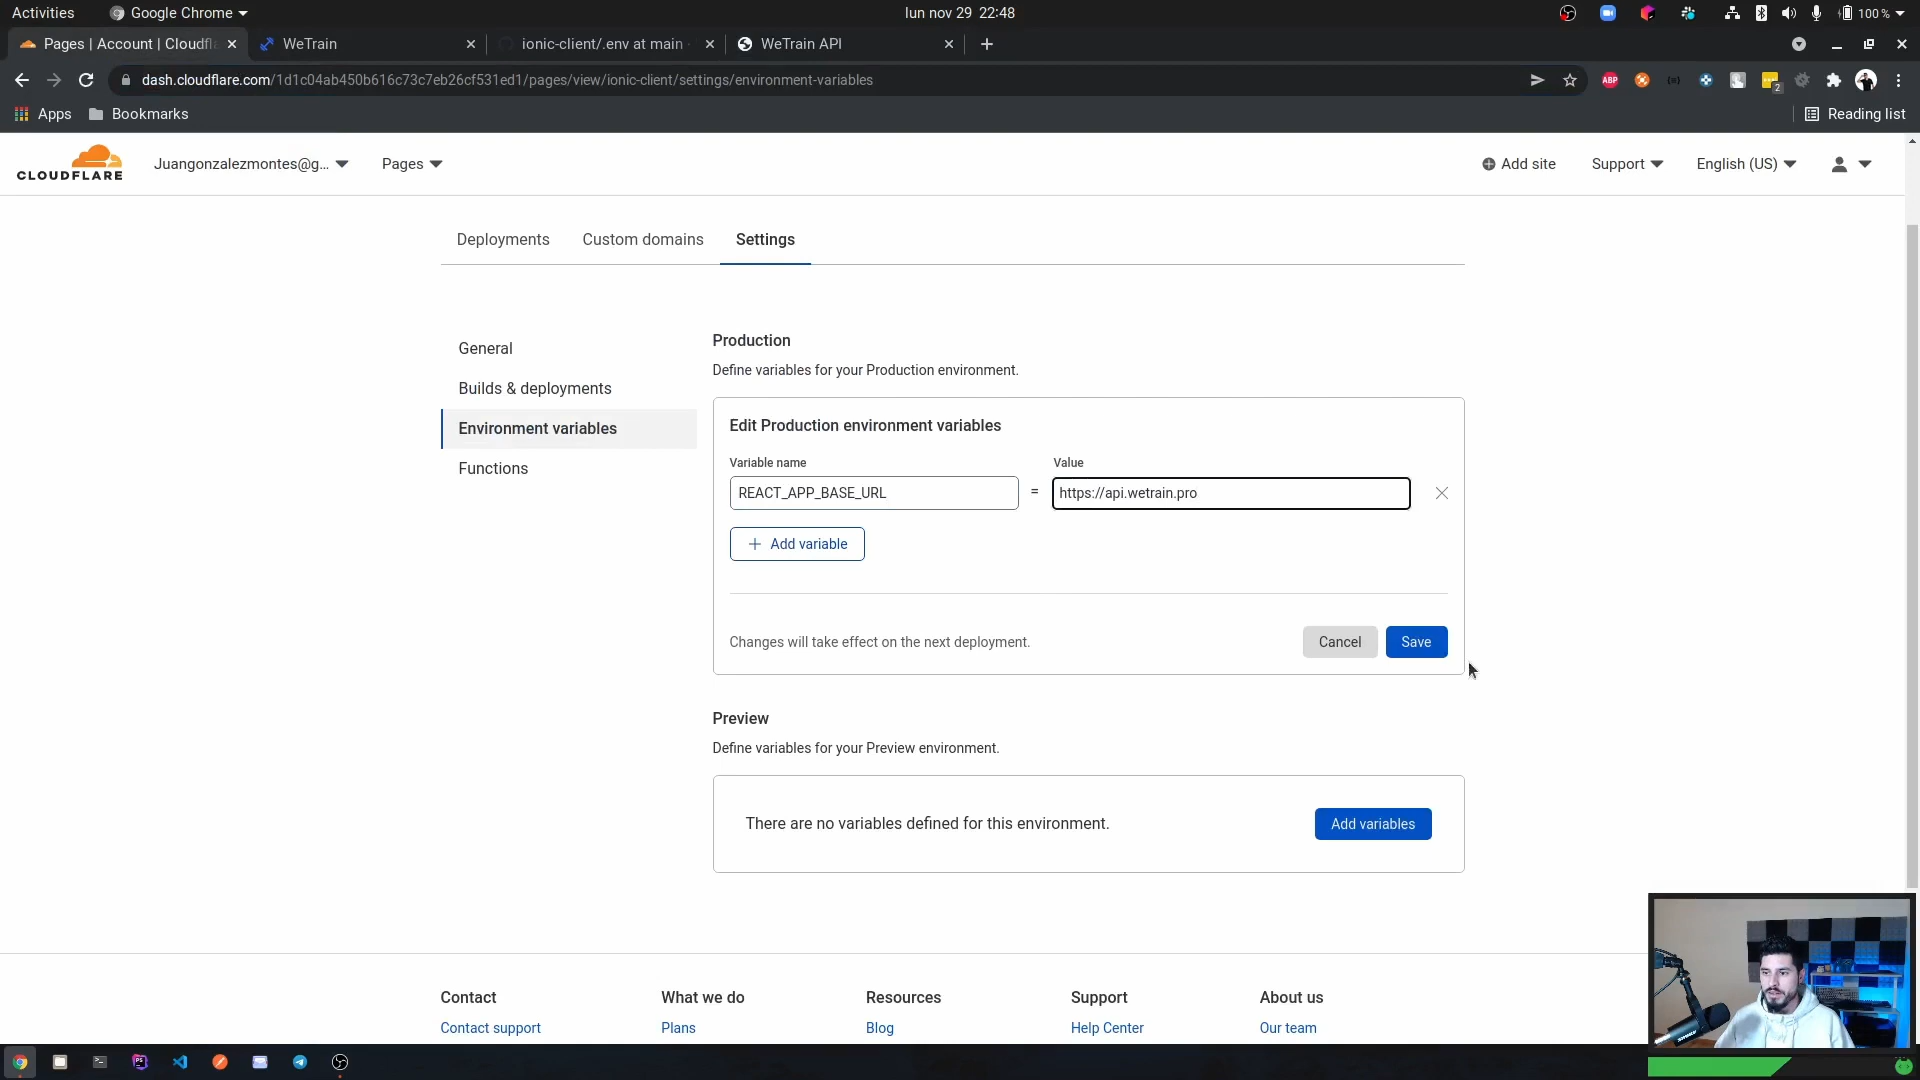 Activities
Google Chrome
lun nov 29 22:48
100 %
Pages | Account | Cloudfla
WeTrain
ionic-client/.env at main ·
WeTrain API
dash.cloudflare.com/1d1c04ab450b616c73c7eb26cf531ed1/pages/view/ionic-client/settings/environment-variables
ABP
2
Apps
Bookmarks
Reading list
CLOUDFLARE
Juangonzalezmontes@g...
Pages
Add site
Support
English (US)
Deployments
Custom domains
Settings
General
Builds & deployments
Environment variables
Functions
Production
Define variables for your Production environment.
Edit Production environment variables
Variable name
Value
REACT_APP_BASE_URL
=
https://api.wetrain.pro
+ Add variable
Changes will take effect on the next deployment.
Cancel
Save
Preview
Define variables for your Preview environment.
There are no variables defined for this environment.
Add variables
Contact
What we do
Resources
Support
About us
Contact support
Plans
Blog
Help Center
Our team